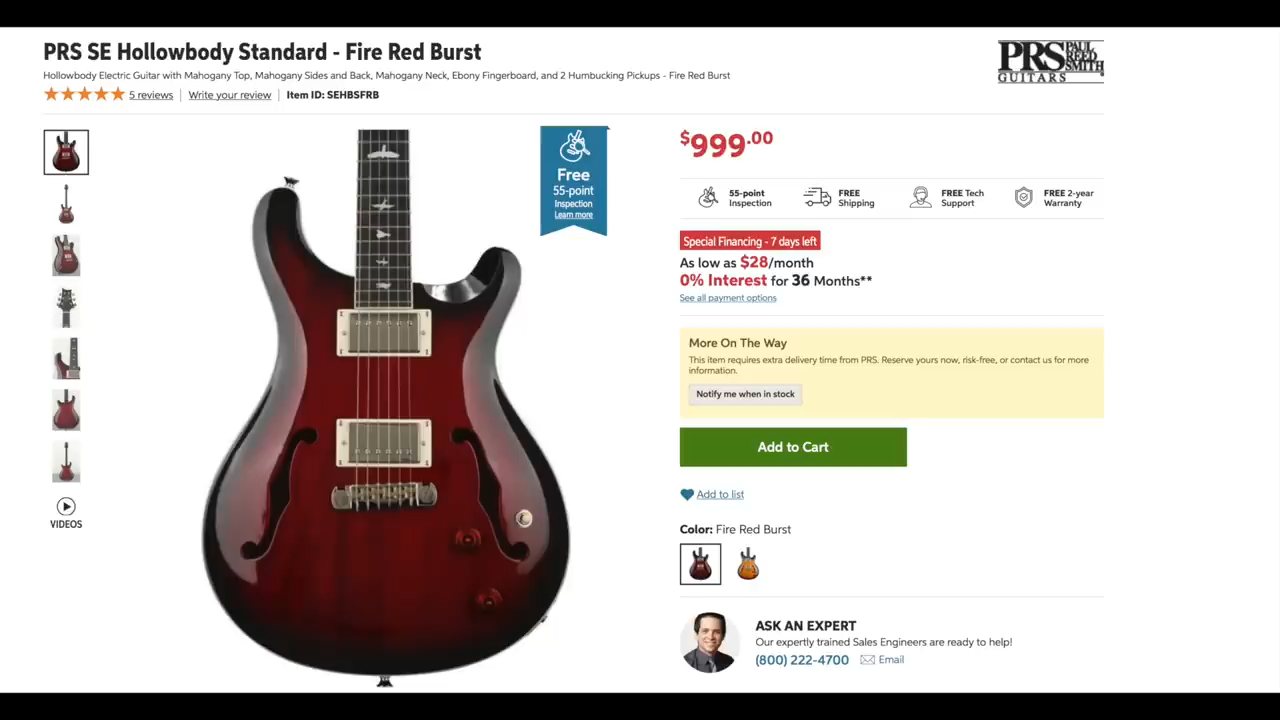 PRS SE Hollowbody Standard - Fire Red Burst
Hollowbody Electric Guitar with Mahogany Top, Mahogany Sides and Back, Mahogany Neck, Ebony Fingerboard, and 2 Humbucking Pickups - Fire Red Burst
5 reviews | Write your review | Item ID: SEHBSFRB
PRS PAUL REED SMITH
GUITARS
Free
55-point
Inspection
Learn more
$999.00
55-point
Inspection
FREE
Shipping
FREE Tech
Support
FREE 2-year
Warranty
Special Financing - 7 days left
As low as $28/month
0% Interest for 36 Months**
See all payment options
More On The Way
This item requires extra delivery time from PRS. Reserve yours now, risk-free, or contact us for more
information.
Notify me when in stock
Add to Cart
Add to list
Color: Fire Red Burst
VIDEOS
ASK AN EXPERT
Our expertly trained Sales Engineers are ready to help!
(800) 222-4700 Email